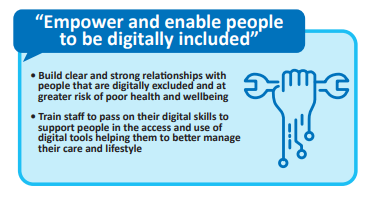 “Empower and enable people
to be digitally included”
• Build clear and strong relationships with
people that are digitally excluded and at
greater risk of poor health and wellbeing
• Train staff to pass on their digital skills to
support people in the access and use of
digital tools helping them to better manage
their care and lifestyle